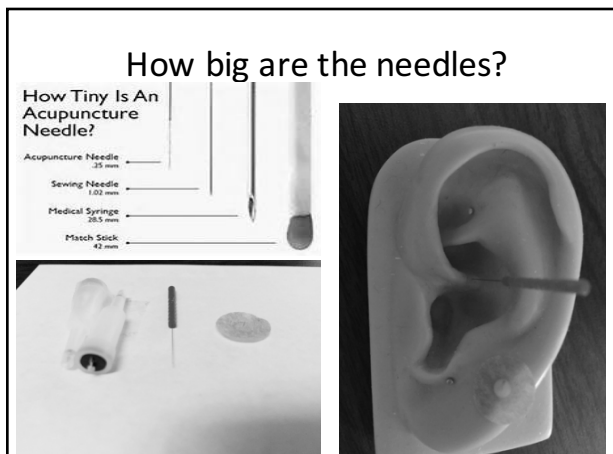 How big are the needles?
How Tiny Is An
Acupuncture
Needle?
Acupuncture Needle
.25 mm
Sewing Needle
1.02 mm
Medical Syringe
28.5 mm
Match Stick
42 mm